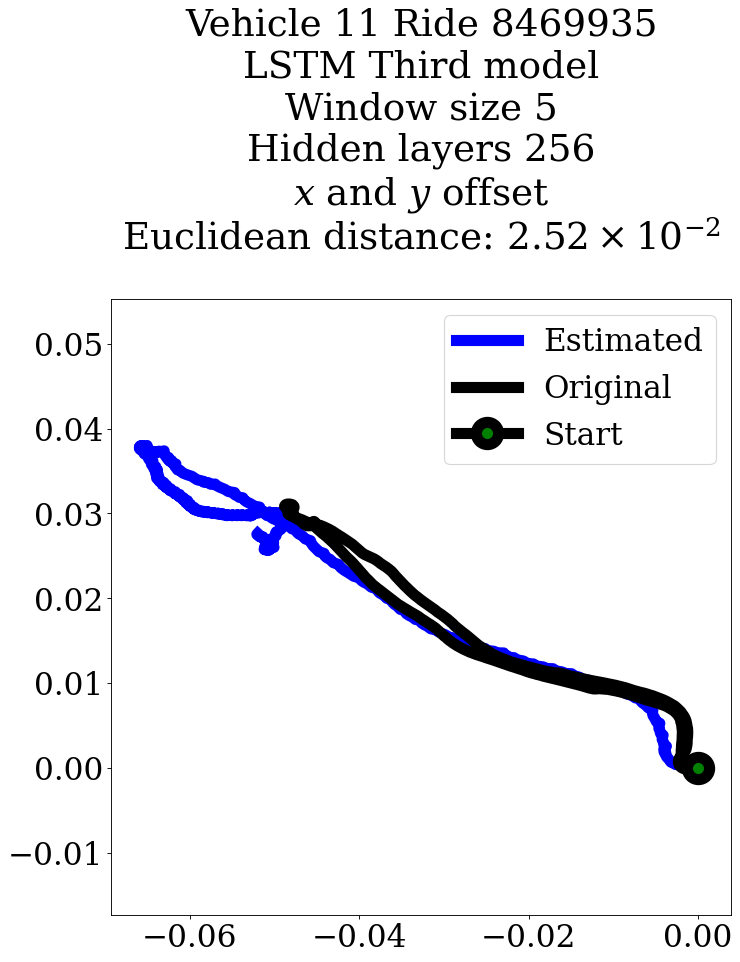 Vehicle 11 Ride 8469935
LSTM Third model
Window size 5
Hidden layers 256
x and y offset
Euclidean distance: 2.52 × 10⁻²
Estimated
Original
Start
0.05
0.04
0.03
0.02
0.01
0.00
−0.01
−0.06
−0.04
−0.02
0.00